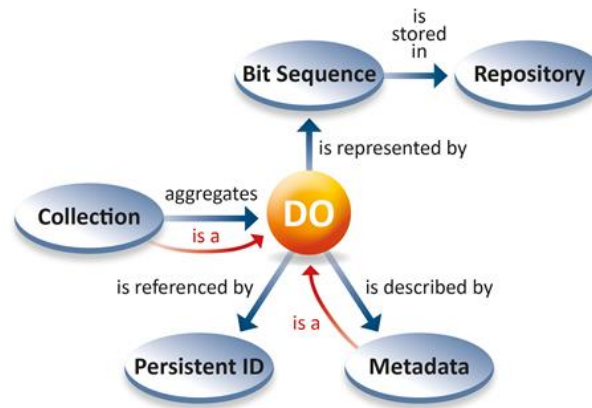 is
stored
in
Bit Sequence
Repository
is represented by
aggregates
Collection
DO
is a
is referenced by
is described by
is a
Persistent ID
Metadata